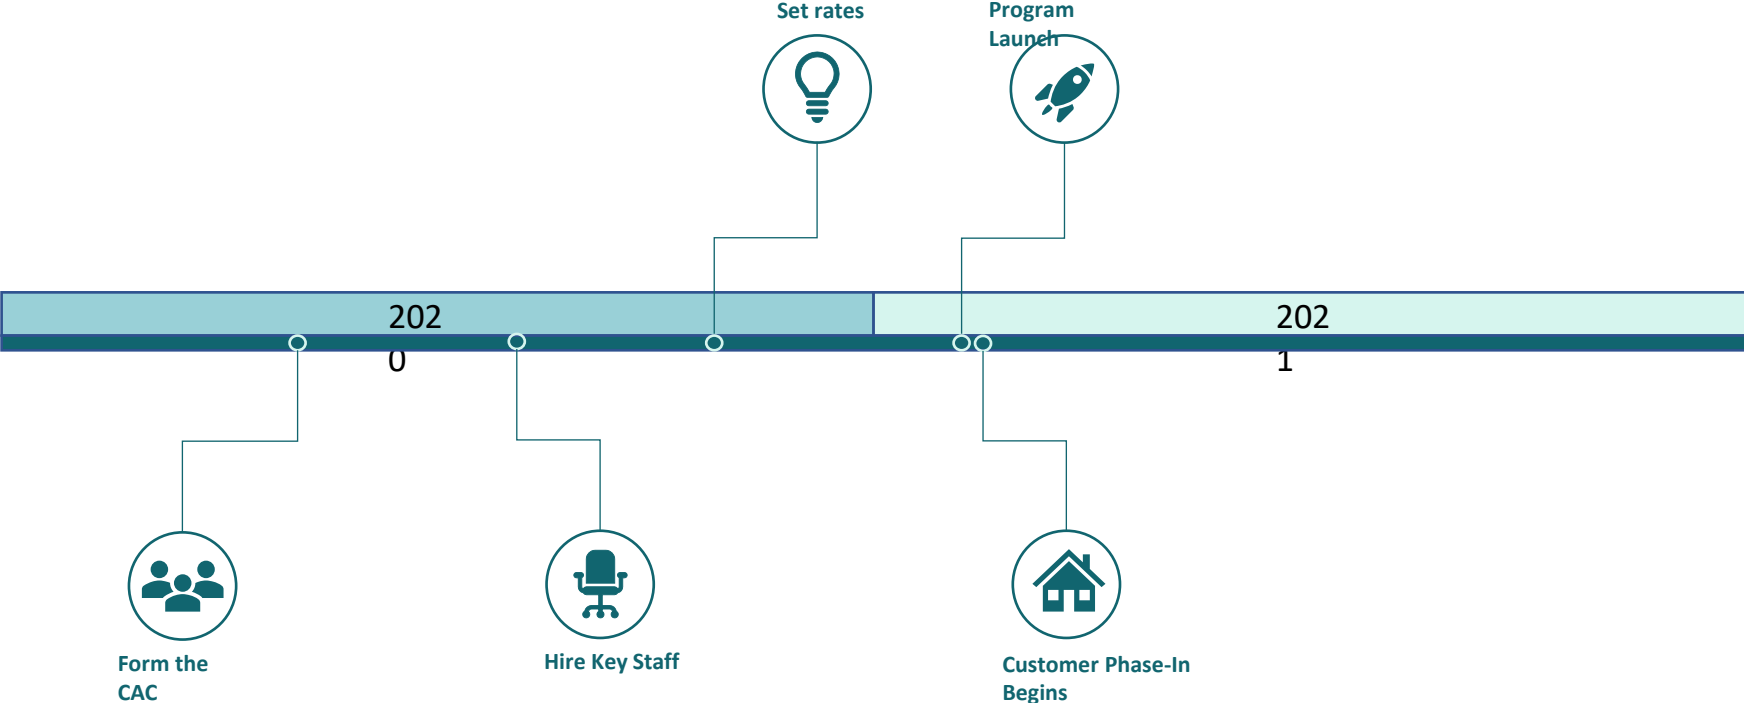 Set rates
Program
Launch
202
0
202
1
Form the
CAC
Hire Key Staff
Customer Phase-In
Begins